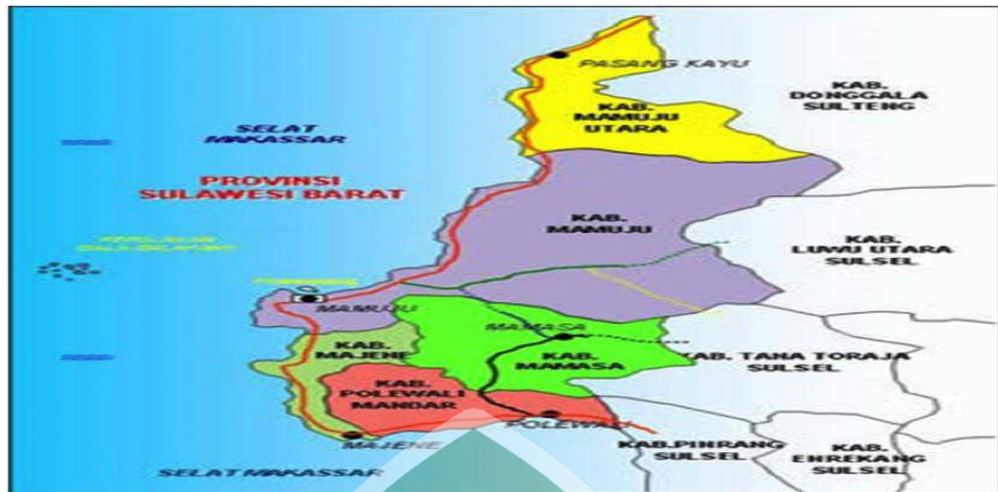 PASANG KAYU
KAB.
DONGGALA
SULTENG
KAB.
MAMUJU
UTARA
SELAT
MAKASSAR
PROVINSI
SULAWESI BARAT
KAB.
MAMUJU
KAB.
LUWU UTARA
SULSEL
KEPULAUAN
MAMUJU
MAMASA
KAB.
MAJENE
KAB.
MAMASA
KAB. TANA TORAJA
SULSEL
KAB.
POLEWALI
MANDAR
POLEWALI
MAJENE
KAB.PINRANG
SULSEL
KAB.
EHREKANG
SULSEL
SELAT MAKASSAR